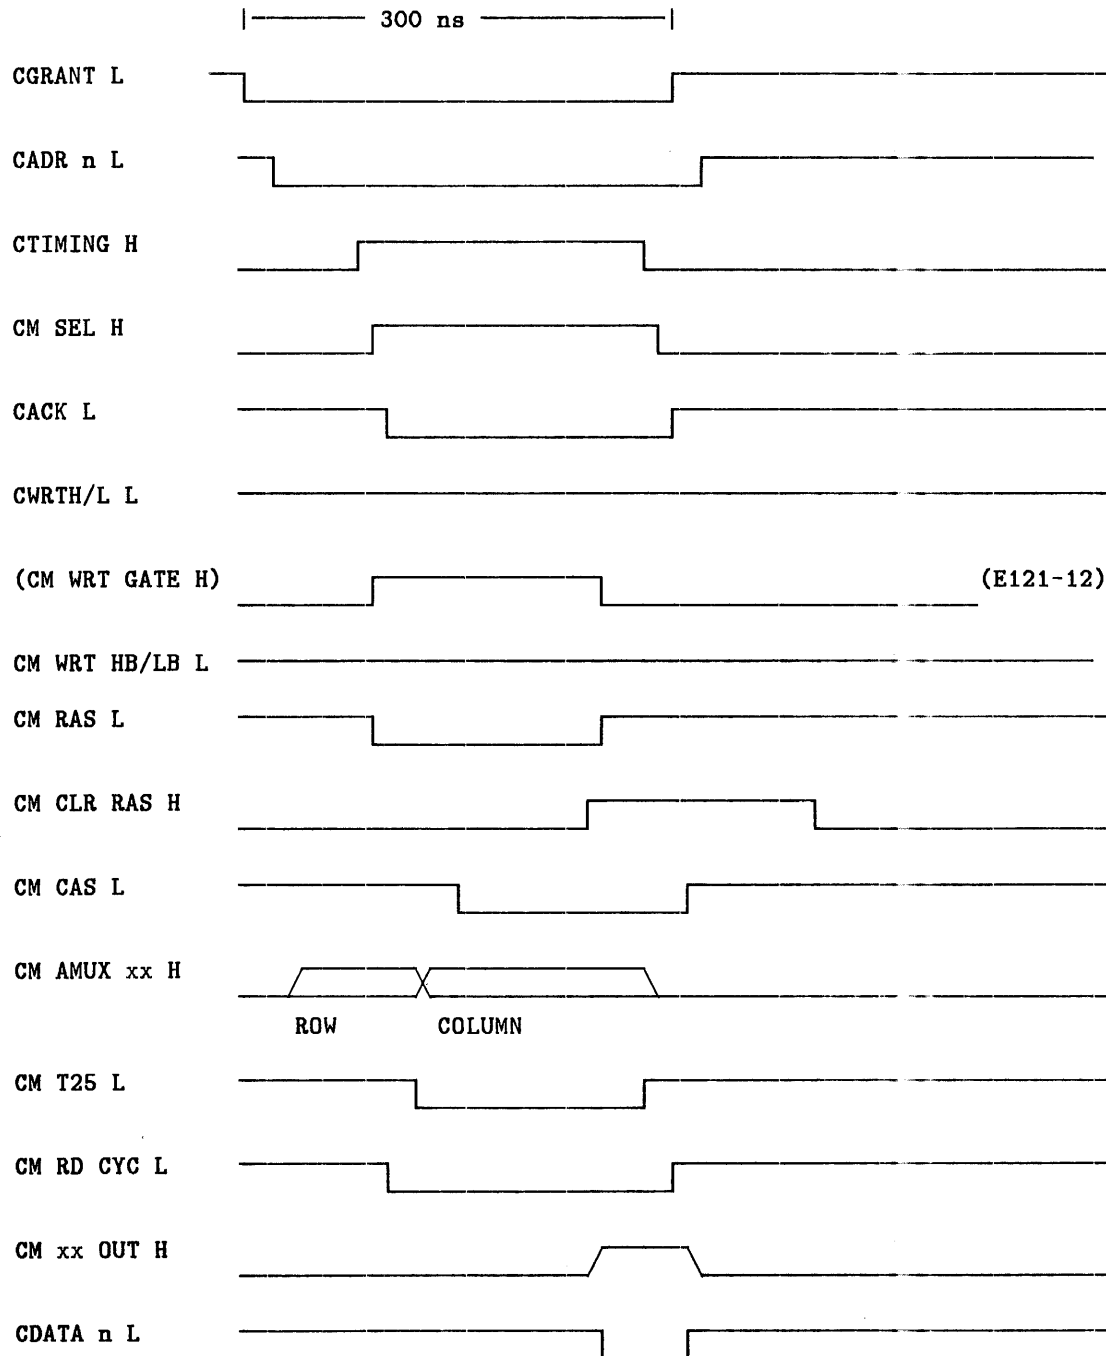 300 ns
CGRANT L
CADR n L
CTIMING H
CM SEL H
CACK L
CWRTH/L L
(CM WRT GATE H) (E121-12)
CM WRT HB/LB L
CM RAS L
CM CLR RAS H
CM CAS L
CM AMUX xx H
ROW COLUMN
CM T25 L
CM RD CYC L
CM xx OUT H
CDATA n L